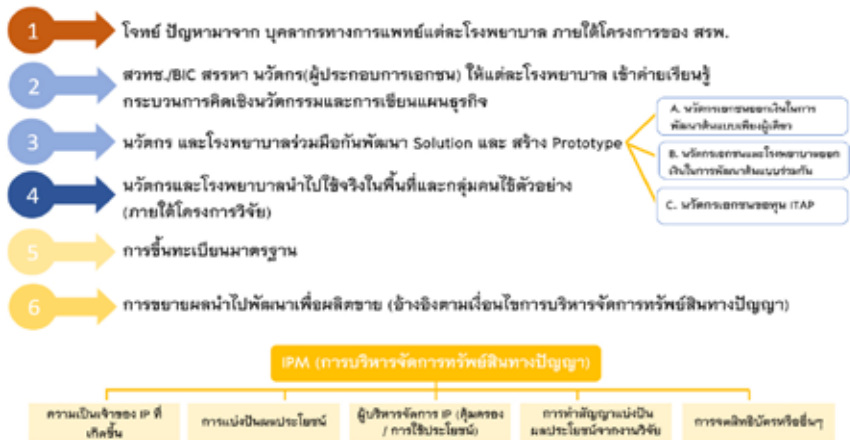 1
โจทย์ ปัญหามาจาก บุคลากรทางการแพทย์แต่ละโรงพยาบาล ภายใต้โครงการของ สรพ.
2
สวทช./BIC สรรหา นวัตกร(ผู้ประกอบการเอกชน) ให้แต่ละโรงพยาบาล เข้าค่ายเรียนรู้
กระบวนการคิดเชิงนวัตกรรมและการเขียนแผนธุรกิจ
3
นวัตกร และโรงพยาบาลร่วมมือกันพัฒนา Solution และ สร้าง Prototype
A. นวัตกรเอกชนออกเงินในการ
พัฒนาต้นแบบเพียงผู้เดียว
B. นวัตกรเอกชนและโรงพยาบาลออก
เงินในการพัฒนาต้นแบบร่วมกัน
C. นวัตกรเอกชนขอทุน ITAP
4
นวัตกรและโรงพยาบาลนำไปใช้จริงในพื้นที่และกลุ่มคนไข้ตัวอย่าง
(ภายใต้โครงการวิจัย)
5
การขึ้นทะเบียนมาตรฐาน
6
การขยายผลนำไปพัฒนาเพื่อผลิตขาย (อ้างอิงตามเงื่อนไขการบริหารจัดการทรัพย์สินทางปัญญา)
IPM (การบริหารจัดการทรัพย์สินทางปัญญา)
ความเป็นเจ้าของ IP ที่
เกิดขึ้น
การแบ่งปันผลประโยชน์
ผู้บริหารจัดการ IP (คุ้มครอง
/ การใช้ประโยชน์)
การทำสัญญาแบ่งปัน
ผลประโยชน์จากงานวิจัย
การจดสิทธิบัตรหรืออื่นๆ